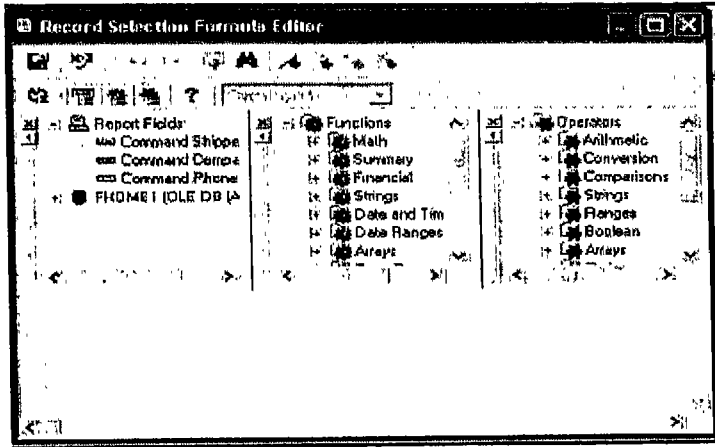 Record Selection Formula Editor
?
Report Fields
Command Shippe
Command Compa
Command Phone
FHOME1 (OLE DB (A
Functions
Math
Summary
Financial
Strings
Date and Tim
Date Ranges
Arrays
Operators
Arithmetic
Conversion
Comparisons
Strings
Ranges
Boolean
Arrays